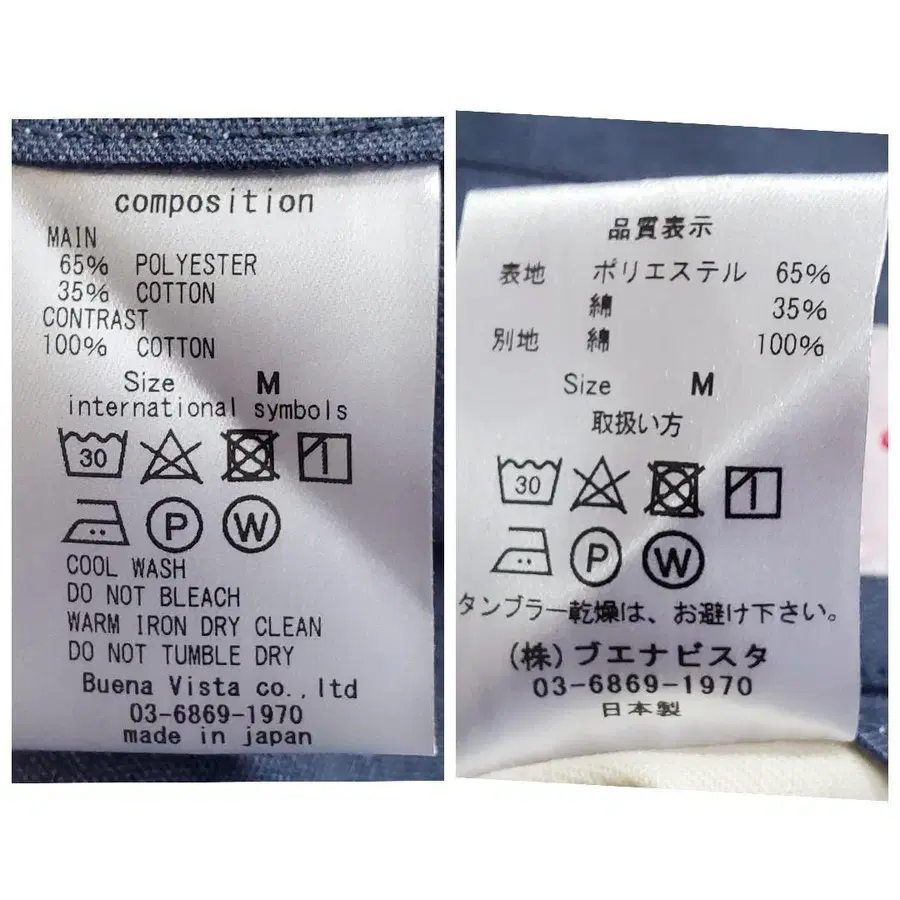 composition
MAIN
65% POLYESTER
35% COTTON
CONTRAST
100% COTTON
Size M
international symbols
30
P W
COOL WASH
DO NOT BLEACH
WARM IRON DRY CLEAN
DO NOT TUMBLE DRY
Buena Vista co.,ltd
03-6869-1970
made in japan
品質表示
表地 ポリエステル 65%
綿 35%
別地 綿 100%
Size M
取扱い方
30
P W
タンブラー乾燥は、お避け下さい。
(株)ブエナビスタ
03-6869-1970
日本製